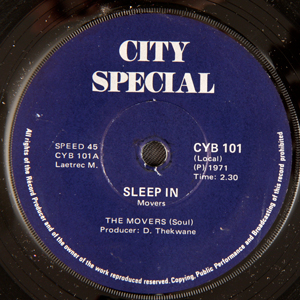 CITY
SPECIAL
SPEED 45
CYB 101A
Laetrec M.
CYB 101
(Local)
(P) 1971
Time: 2.30
SLEEP IN
Movers
THE MOVERS (Soul)
Producer: D. Thekwane
All rights of the Record Producer and of the owner of the work reproduced reserved. Copying, Public Performance and Broadcasting of this record prohibited